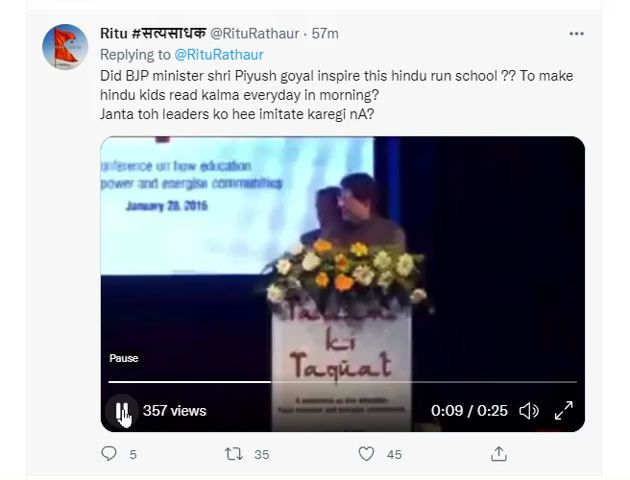 Ritu #सत्यसाधक @RituRathaur · 57m
Replying to @RituRathaur
Did BJP minister shri Piyush goyal inspire this hindu run school ?? To make
hindu kids read kalma everyday in morning?
Janta toh leaders ko hee imitate karegi nA?
onference on how education
power and energise communities
January 28, 2016
Taleem
ki
Taqūat
Pause
357 views
0:09 / 0:25
5
35
45